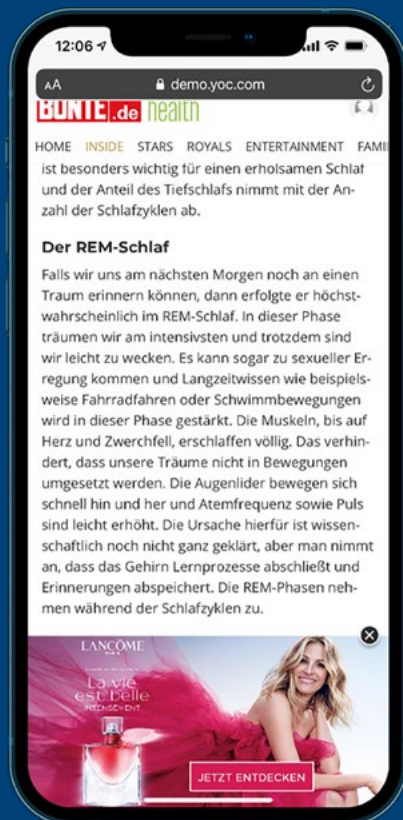 12:06
AA demo.yoc.com
BUNTE.de health
HOME INSIDE STARS ROYALS ENTERTAINMENT FAMI
ist besonders wichtig für einen erholsamen Schlaf
und der Anteil des Tiefschlafs nimmt mit der An-
zahl der Schlafzyklen ab.
Der REM-Schlaf
Falls wir uns am nächsten Morgen noch an einen
Traum erinnern können, dann erfolgte er höchst-
wahrscheinlich im REM-Schlaf. In dieser Phase
träumen wir am intensivsten und trotzdem sind
wir leicht zu wecken. Es kann sogar zu sexueller Er-
regung kommen und Langzeitwissen wie beispiels-
weise Fahrradfahren oder Schwimmbewegungen
wird in dieser Phase gestärkt. Die Muskeln, bis auf
Herz und Zwerchfell, erschlaffen völlig. Das verhin-
dert, dass unsere Träume nicht in Bewegungen
umgesetzt werden. Die Augenlider bewegen sich
schnell hin und her und Atemfrequenz sowie Puls
sind leicht erhöht. Die Ursache hierfür ist wissen-
schaftlich noch nicht ganz geklärt, aber man nimmt
an, dass das Gehirn Lernprozesse abschließt und
Erinnerungen abspeichert. Die REM-Phasen neh-
men während der Schlafzyklen zu.
LANCÔME
PARIS
La vie
est belle
INTENSÉMENT
JETZT ENTDECKEN